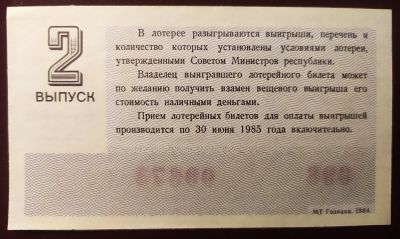 2
ВЫПУСК
В лотерее разыгрываются выигрыши, перечень и
количество которых установлены условиями лотереи,
утвержденными Советом Министров республики.
Владелец выигравшего лотерейного билета может
по желанию получить взамен вещевого выигрыша его
стоимость наличными деньгами.
Прием лотерейных билетов для оплаты выигрышей
производится по 30 июня 1985 года включительно.
МТ Гознака. 1984.